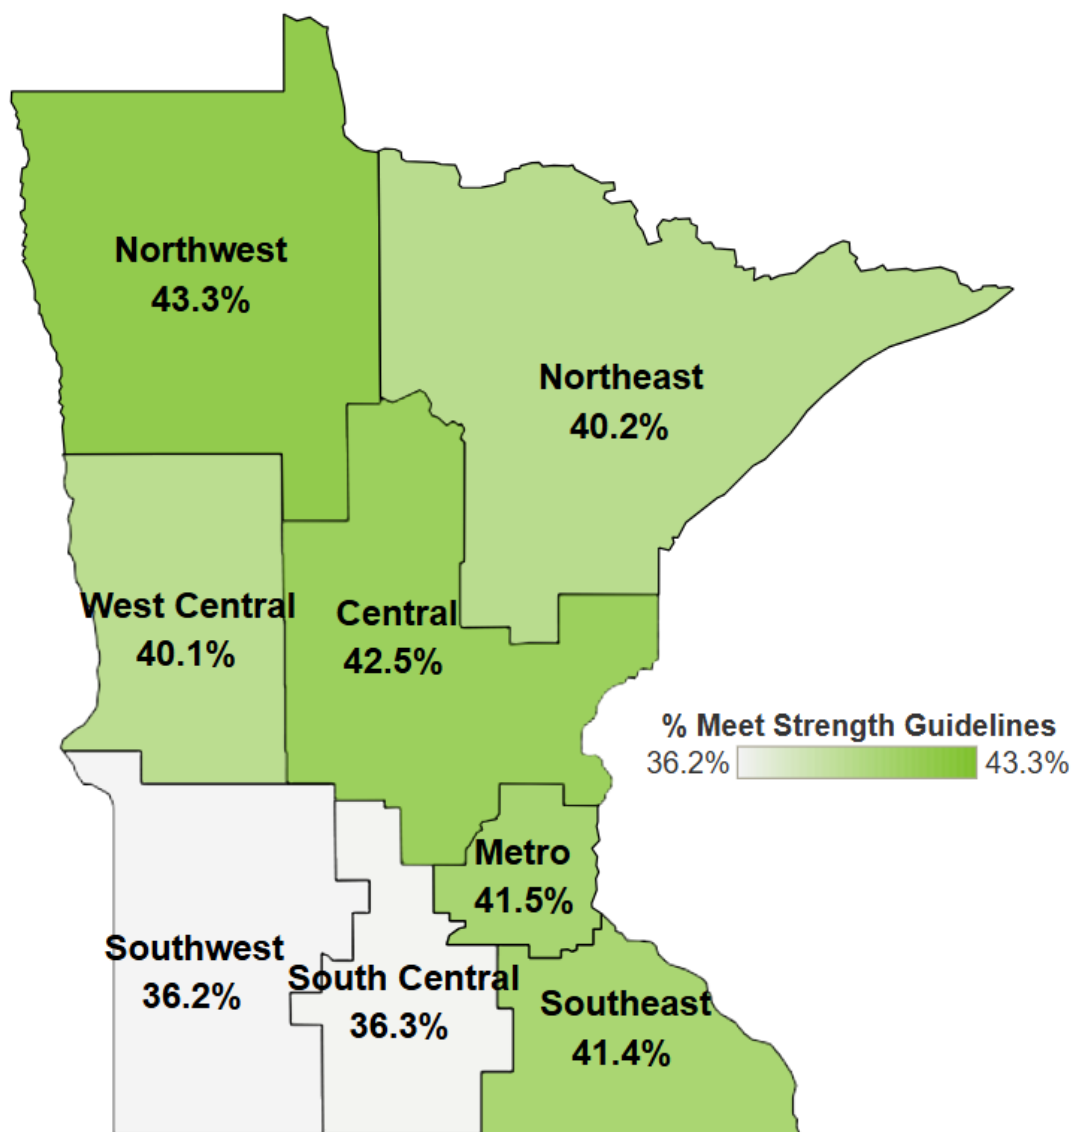 Northwest
43.3%
Northeast
40.2%
West Central
40.1%
Central
42.5%
% Meet Strength Guidelines
36.2%
43.3%
Metro
41.5%
Southwest
36.2%
South Central
36.3%
Southeast
41.4%